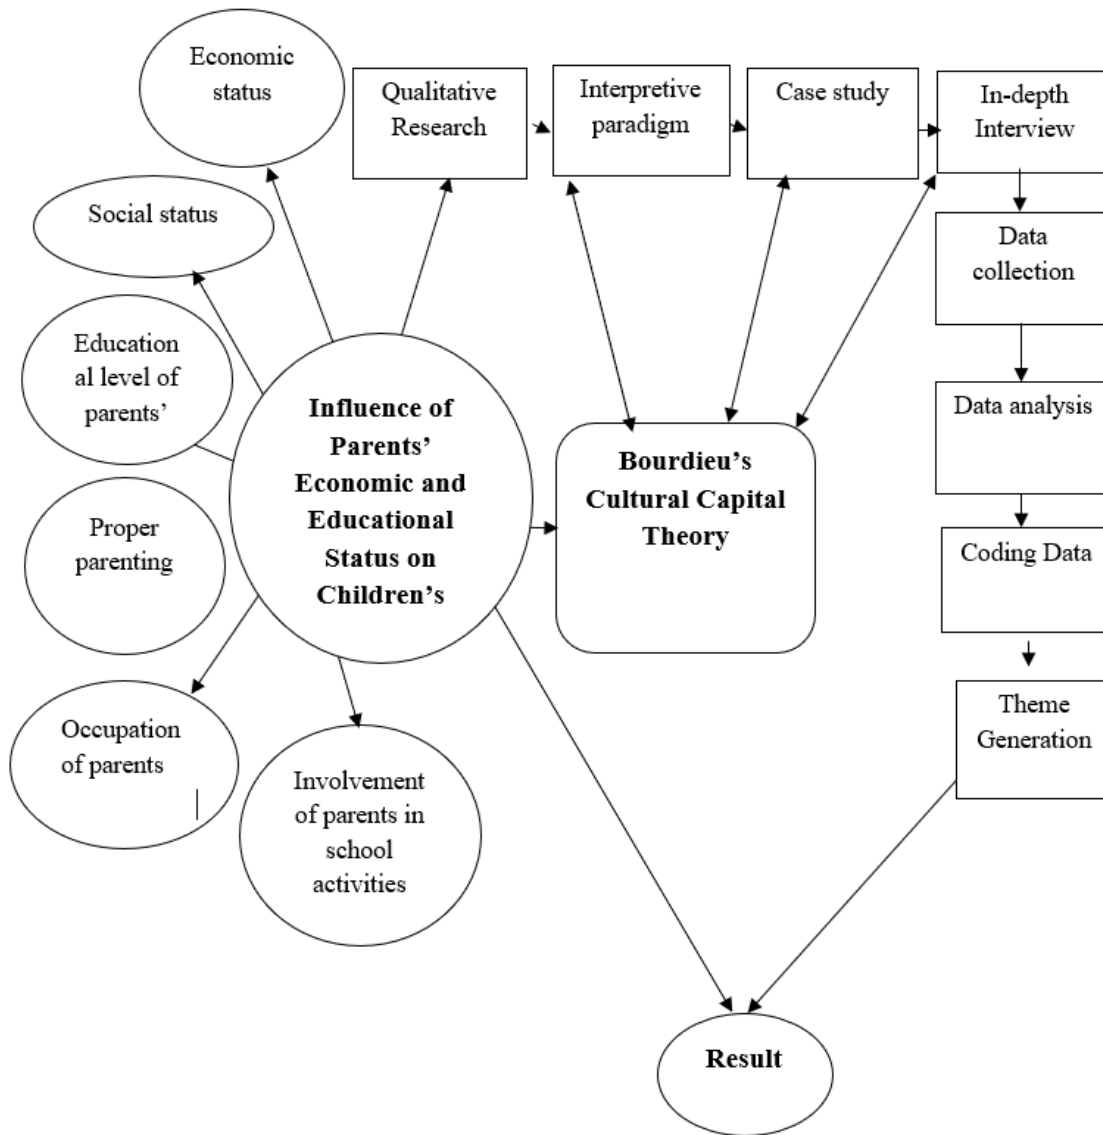 Economic
status
Qualitative
Research
Interpretive
paradigm
Case study
In-depth
Interview
Social status
Data
collection
Education
al level of
parents’
Influence of
Parents’
Economic and
Educational
Status on
Children’s
Bourdieu’s
Cultural Capital
Theory
Data analysis
Proper
parenting
Coding Data
Occupation
of parents
Involvement
of parents in
school
activities
Theme
Generation
Result